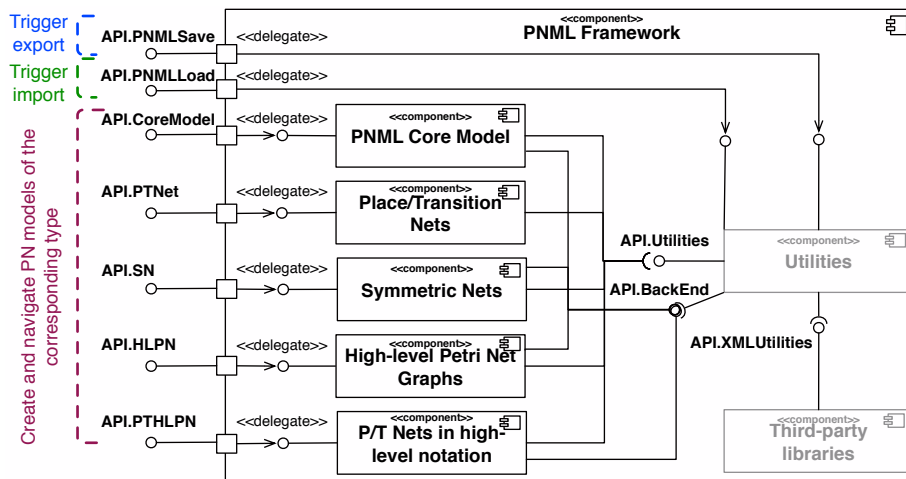 Trigger
export
Trigger
import
Create and navigate PN models of the
corresponding type
API.PNMLSave
<<delegate>>
API.PNMLLoad
<<delegate>>
API.CoreModel
<<delegate>>
API.PTNet
<<delegate>>
API.SN
<<delegate>>
API.HLPN
<<delegate>>
API.PTHLPN
<<delegate>>
<<component>>
PNML Framework
<<component>>
PNML Core Model
<<component>>
Place/Transition
Nets
<<component>>
Symmetric Nets
<<component>>
High-level Petri Net
Graphs
<<component>>
P/T Nets in high-
level notation
API.Utilities
API.BackEnd
<<component>>
Utilities
API.XMLUtilities
<<component>>
Third-party
libraries